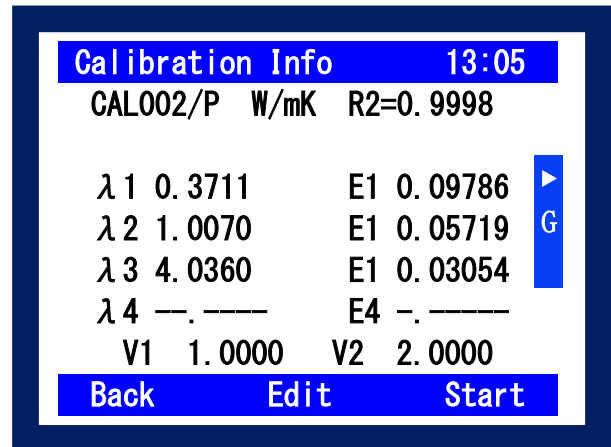 Calibration Info 13:05
CAL002/P W/mK R2=0.9998
λ1 0.3711 E1 0.09786
λ2 1.0070 E1 0.05719
λ3 4.0360 E1 0.03054
λ4 --.---- E4 -.-----
▶
G
V1 1.0000 V2 2.0000
Back Edit Start